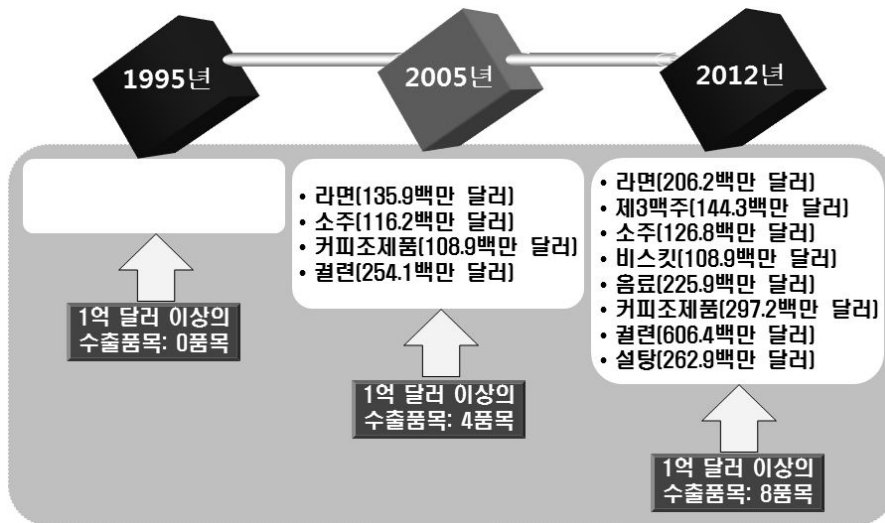 1995년
2005년
2012년
• 라면(135.9백만 달러)
• 소주(116.2백만 달러)
• 커피조제품(108.9백만 달러)
• 궐련(254.1백만 달러)
• 라면(206.2백만 달러)
• 제3맥주(144.3백만 달러)
• 소주(126.8백만 달러)
• 비스킷(108.9백만 달러)
• 음료(225.9백만 달러)
• 커피조제품(297.2백만 달러)
• 궐련(606.4백만 달러)
• 설탕(262.9백만 달러)
1억 달러 이상의
수출품목: 0품목
1억 달러 이상의
수출품목: 4품목
1억 달러 이상의
수출품목: 8품목